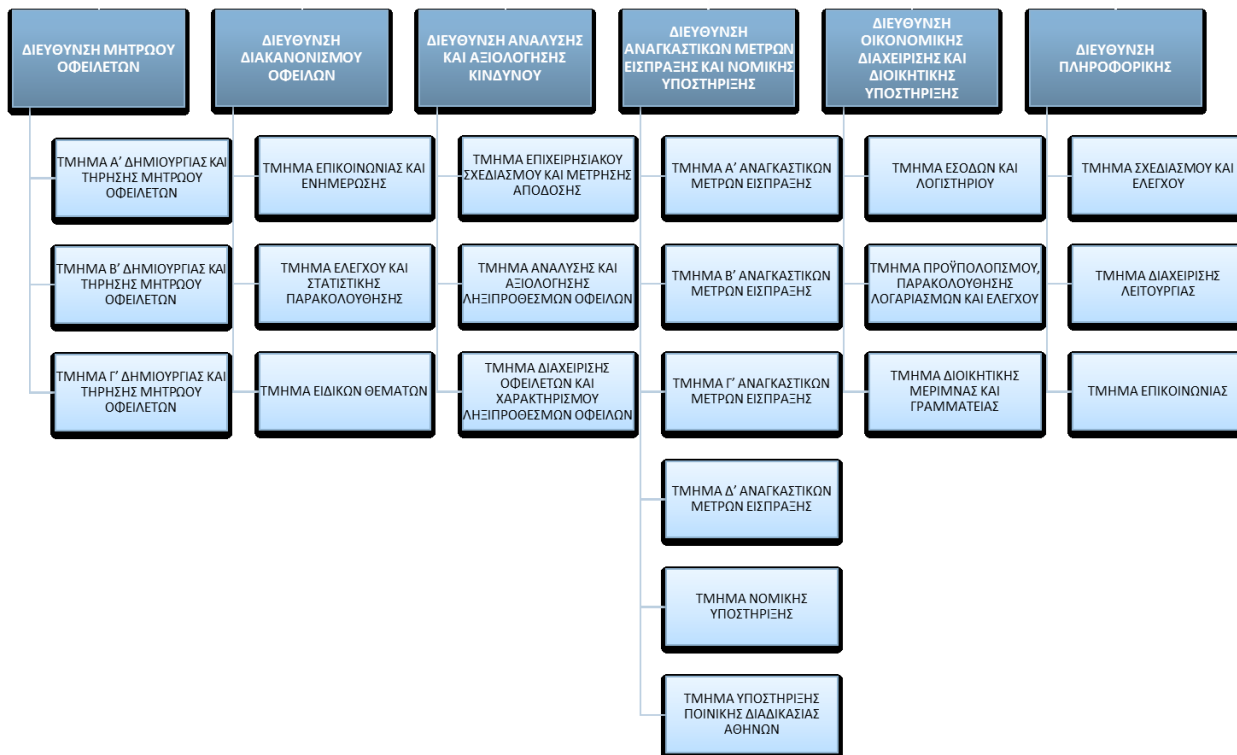 ΔΙΕΥΘΥΝΣΗ ΜΗΤΡΩΟΥ
ΟΦΕΙΛΕΤΩΝ
ΤΜΗΜΑ Α’ ΔΗΜΙΟΥΡΓΙΑΣ ΚΑΙ
ΤΗΡΗΣΗΣ ΜΗΤΡΩΟΥ
ΟΦΕΙΛΕΤΩΝ
ΤΜΗΜΑ Β’ ΔΗΜΙΟΥΡΓΙΑΣ ΚΑΙ
ΤΗΡΗΣΗΣ ΜΗΤΡΩΟΥ
ΟΦΕΙΛΕΤΩΝ
ΤΜΗΜΑ Γ’ ΔΗΜΙΟΥΡΓΙΑΣ ΚΑΙ
ΤΗΡΗΣΗΣ ΜΗΤΡΩΟΥ
ΟΦΕΙΛΕΤΩΝ
ΔΙΕΥΘΥΝΣΗ
ΔΙΑΚΑΝΟΝΙΣΜΟΥ
ΟΦΕΙΛΩΝ
ΤΜΗΜΑ ΕΠΙΚΟΙΝΩΝΙΑΣ ΚΑΙ
ΕΝΗΜΕΡΩΣΗΣ
ΤΜΗΜΑ ΕΛΕΓΧΟΥ ΚΑΙ
ΣΤΑΤΙΣΤΙΚΗΣ
ΠΑΡΑΚΟΛΟΥΘΗΣΗΣ
ΤΜΗΜΑ ΕΙΔΙΚΩΝ ΘΕΜΑΤΩΝ
ΔΙΕΥΘΥΝΣΗ ΑΝΑΛΥΣΗΣ
ΚΑΙ ΑΞΙΟΛΟΓΗΣΗΣ
ΚΙΝΔΥΝΟΥ
ΤΜΗΜΑ ΕΠΙΧΕΙΡΗΣΙΑΚΟΥ
ΣΧΕΔΙΑΣΜΟΥ ΚΑΙ ΜΕΤΡΗΣΗΣ
ΑΠΟΔΟΣΗΣ
ΤΜΗΜΑ ΑΝΑΛΥΣΗΣ ΚΑΙ
ΑΞΙΟΛΟΓΗΣΗΣ
ΛΗΞΙΠΡΟΘΕΣΜΩΝ ΟΦΕΙΛΩΝ
ΤΜΗΜΑ ΔΙΑΧΕΙΡΙΣΗΣ
ΟΦΕΙΛΕΤΩΝ ΚΑΙ
ΧΑΡΑΚΤΗΡΙΣΜΟΥ
ΛΗΞΙΠΡΟΘΕΣΜΩΝ ΟΦΕΙΛΩΝ
ΔΙΕΥΘΥΝΣΗ
ΑΝΑΓΚΑΣΤΙΚΩΝ ΜΕΤΡΩΝ
ΕΙΣΠΡΑΞΗΣ ΚΑΙ ΝΟΜΙΚΗΣ
ΥΠΟΣΤΗΡΙΞΗΣ
ΤΜΗΜΑ Α’ ΑΝΑΓΚΑΣΤΙΚΩΝ
ΜΕΤΡΩΝ ΕΙΣΠΡΑΞΗΣ
ΤΜΗΜΑ Β’ ΑΝΑΓΚΑΣΤΙΚΩΝ
ΜΕΤΡΩΝ ΕΙΣΠΡΑΞΗΣ
ΤΜΗΜΑ Γ’ ΑΝΑΓΚΑΣΤΙΚΩΝ
ΜΕΤΡΩΝ ΕΙΣΠΡΑΞΗΣ
ΤΜΗΜΑ Δ’ ΑΝΑΓΚΑΣΤΙΚΩΝ
ΜΕΤΡΩΝ ΕΙΣΠΡΑΞΗΣ
ΤΜΗΜΑ ΝΟΜΙΚΗΣ
ΥΠΟΣΤΗΡΙΞΗΣ
ΤΜΗΜΑ ΥΠΟΣΤΗΡΙΞΗΣ
ΠΟΙΝΙΚΗΣ ΔΙΑΔΙΚΑΣΙΑΣ
ΑΘΗΝΩΝ
ΔΙΕΥΘΥΝΣΗ
ΟΙΚΟΝΟΜΙΚΗΣ
ΔΙΑΧΕΙΡΙΣΗΣ ΚΑΙ
ΔΙΟΙΚΗΤΙΚΗΣ
ΥΠΟΣΤΗΡΙΞΗΣ
ΤΜΗΜΑ ΕΣΟΔΩΝ ΚΑΙ
ΛΟΓΙΣΤΗΡΙΟΥ
ΤΜΗΜΑ ΠΡΟΫΠΟΛΟΓΙΣΜΟΥ,
ΠΑΡΑΚΟΛΟΥΘΗΣΗΣ
ΛΟΓΑΡΙΑΣΜΩΝ ΚΑΙ ΕΛΕΓΧΟΥ
ΤΜΗΜΑ ΔΙΟΙΚΗΤΙΚΗΣ
ΜΕΡΙΜΝΑΣ ΚΑΙ
ΓΡΑΜΜΑΤΕΙΑΣ
ΔΙΕΥΘΥΝΣΗ
ΠΛΗΡΟΦΟΡΙΚΗΣ
ΤΜΗΜΑ ΣΧΕΔΙΑΣΜΟΥ ΚΑΙ
ΕΛΕΓΧΟΥ
ΤΜΗΜΑ ΔΙΑΧΕΙΡΙΣΗΣ
ΛΕΙΤΟΥΡΓΙΑΣ
ΤΜΗΜΑ ΕΠΙΚΟΙΝΩΝΙΑΣ